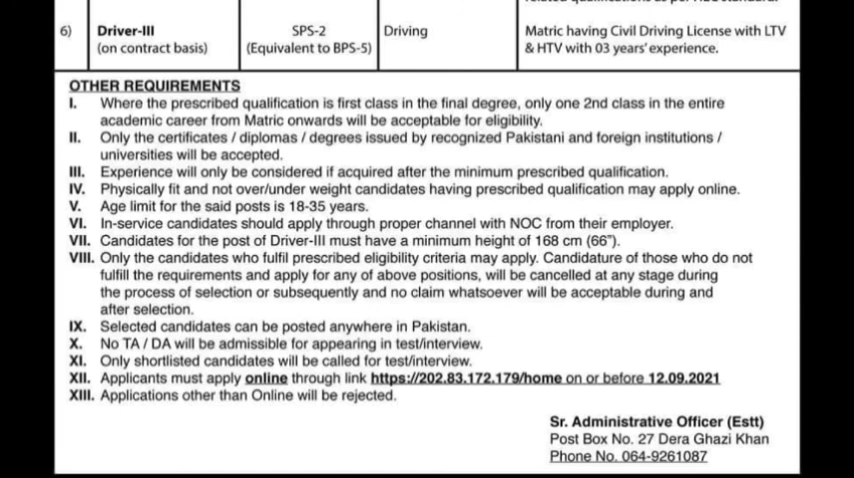 6) Driver-III SPS-2 Driving Matric having Civil Driving License with LTV
(on contract basis) (Equivalent to BPS-5) & HTV with 03 years' experience.
OTHER REQUIREMENTS
I. Where the prescribed qualification is first class in the final degree, only one 2nd class in the entire
academic career from Matric onwards will be acceptable for eligibility.
II. Only the certificates / diplomas / degrees issued by recognized Pakistani and foreign institutions /
universities will be accepted.
III. Experience will only be considered if acquired after the minimum prescribed qualification.
IV. Physically fit and not over/under weight candidates having prescribed qualification may apply online.
V. Age limit for the said posts is 18-35 years.
VI. In-service candidates should apply through proper channel with NOC from their employer.
VII. Candidates for the post of Driver-III must have a minimum height of 168 cm (66").
VIII. Only the candidates who fulfil prescribed eligibility criteria may apply. Candidature of those who do not
fulfill the requirements and apply for any of above positions, will be cancelled at any stage during
the process of selection or subsequently and no claim whatsoever will be acceptable during and
after selection.
IX. Selected candidates can be posted anywhere in Pakistan.
X. No TA / DA will be admissible for appearing in test/interview.
XI. Only shortlisted candidates will be called for test/interview.
XII. Applicants must apply online through link https://202.83.172.179/home on or before 12.09.2021
XIII. Applications other than Online will be rejected.
Sr. Administrative Officer (Estt)
Post Box No. 27 Dera Ghazi Khan
Phone No. 064-9261087